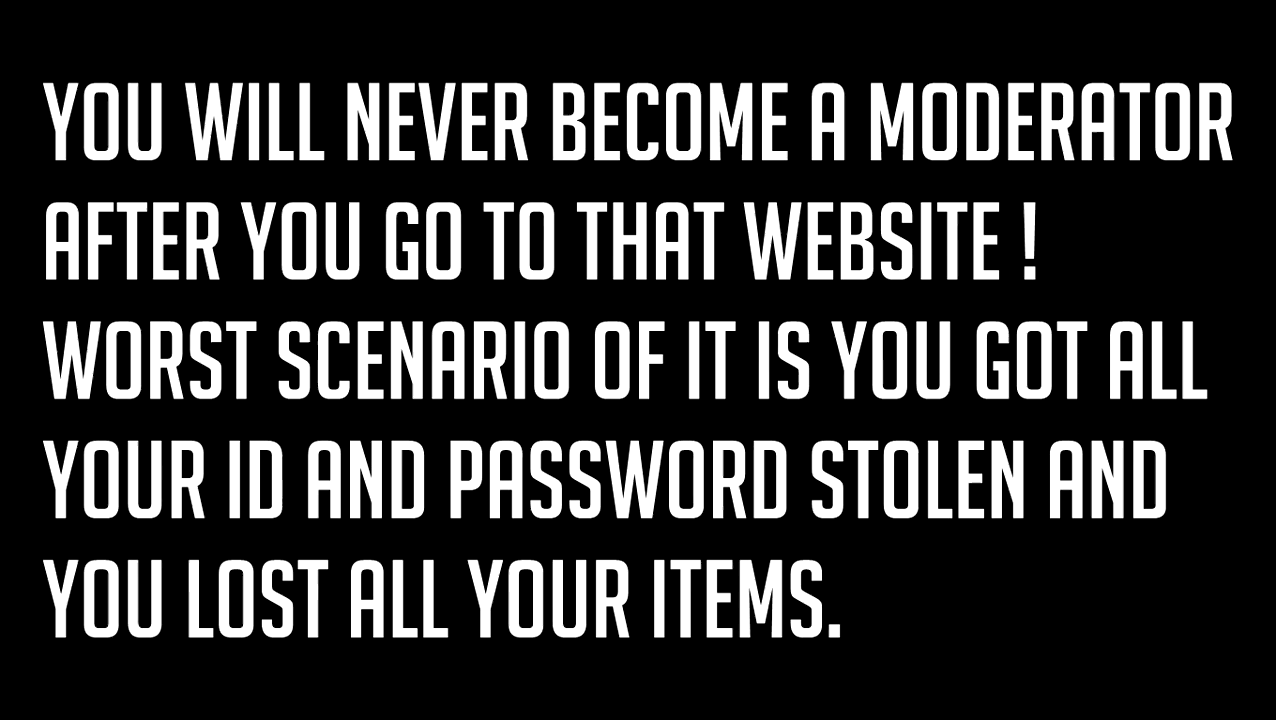 YOU WILL NEVER BECOME A MODERATOR
AFTER YOU GO TO THAT WEBSITE !
WORST SCENARIO OF IT IS YOU GOT ALL
YOUR ID AND PASSWORD STOLEN AND
YOU LOST ALL YOUR ITEMS.